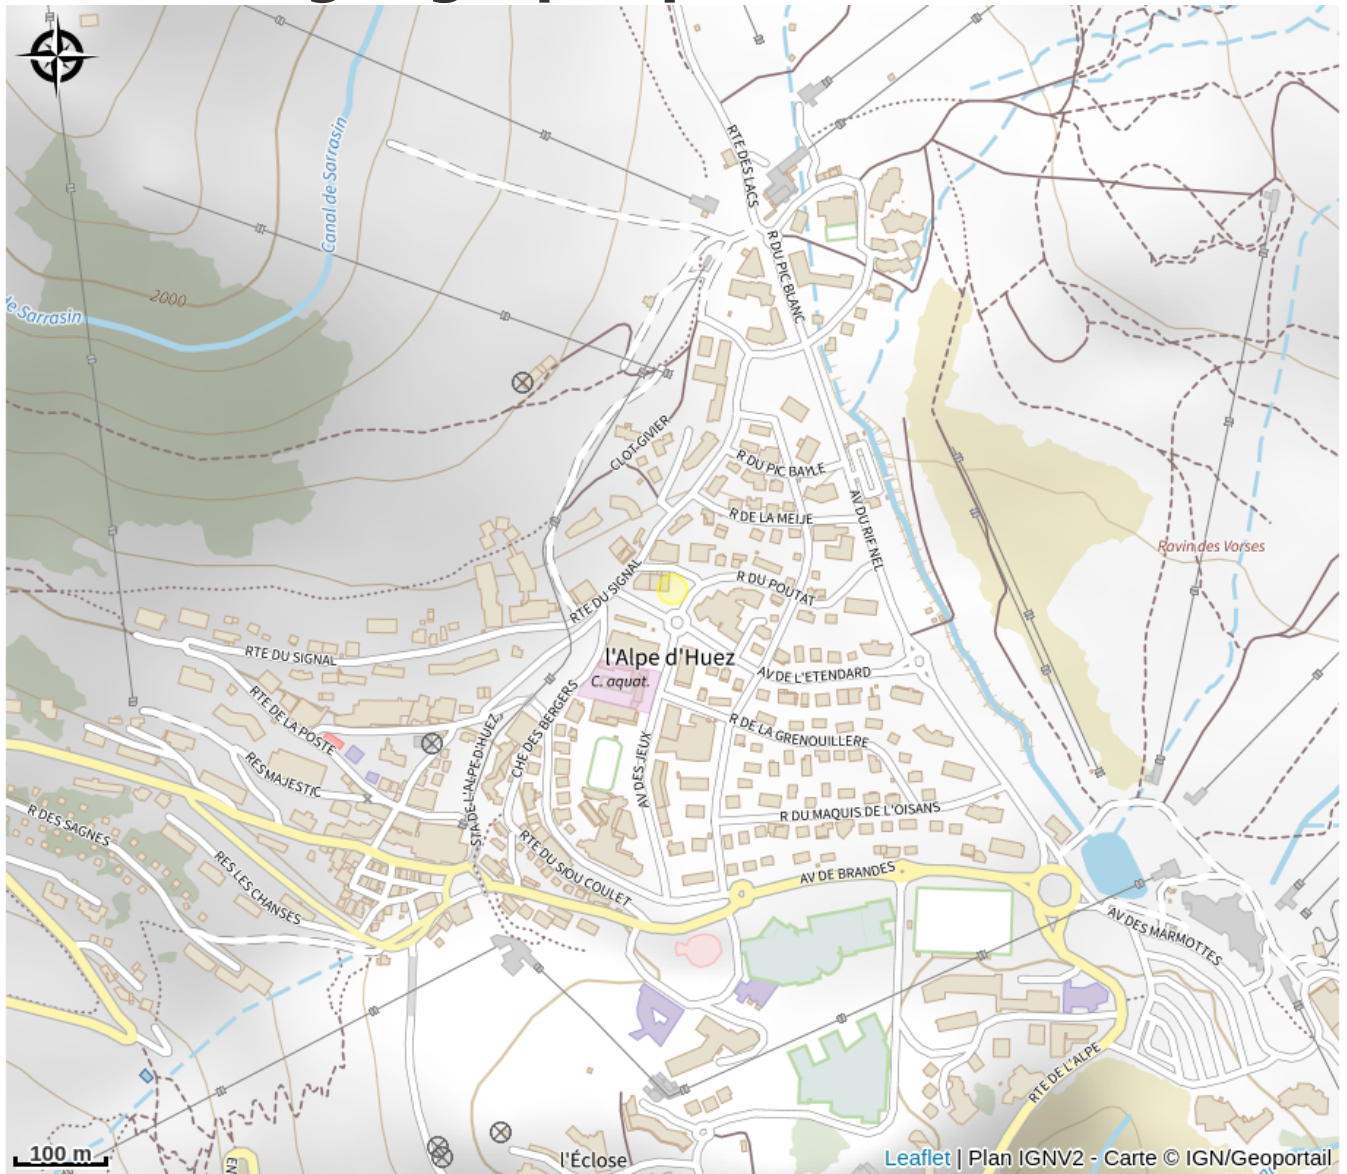 RTE DES LACS
Canal de Sarrasin
R DU PIC BLANC
2000
de Sarrasin
CLOT GIVIER
R DU PIC BAYLE
R DE LA MEIJE
AV DU RIF NEL
Ravin des Vorses
RTE DU SIGNAL
R DU POUTAT
RTE DU SIGNAL
l'Alpe d'Huez
C. aquat.
AV DE L'ETENDARD
RTE DE LA POSTE
CHE DES BERGERS
R DE LA GRENOUILLERE
STA DE L'ALPE D'HUEZ
AV DES JEUX
RES MAJESTIC
R DES SAGNES
R DU MAQUIS DE L'OISANS
RES LES CHANSES
RTE DU SIOU COULET
AV DE BRANDES
AV DES MARMOTTES
RTE DE L'ALPE
100 m
l'Éclose
Leaflet | Plan IGNV2 - Carte © IGN/Geoportail